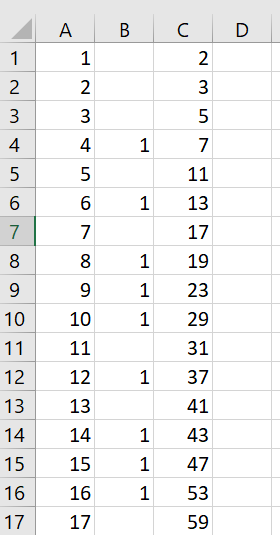 A B C D
1 1 2
2 2 3
3 3 5
4 4 1 7
5 5 11
6 6 1 13
7 7 17
8 8 1 19
9 9 1 23
10 10 1 29
11 11 31
12 12 1 37
13 13 41
14 14 1 43
15 15 1 47
16 16 1 53
17 17 59